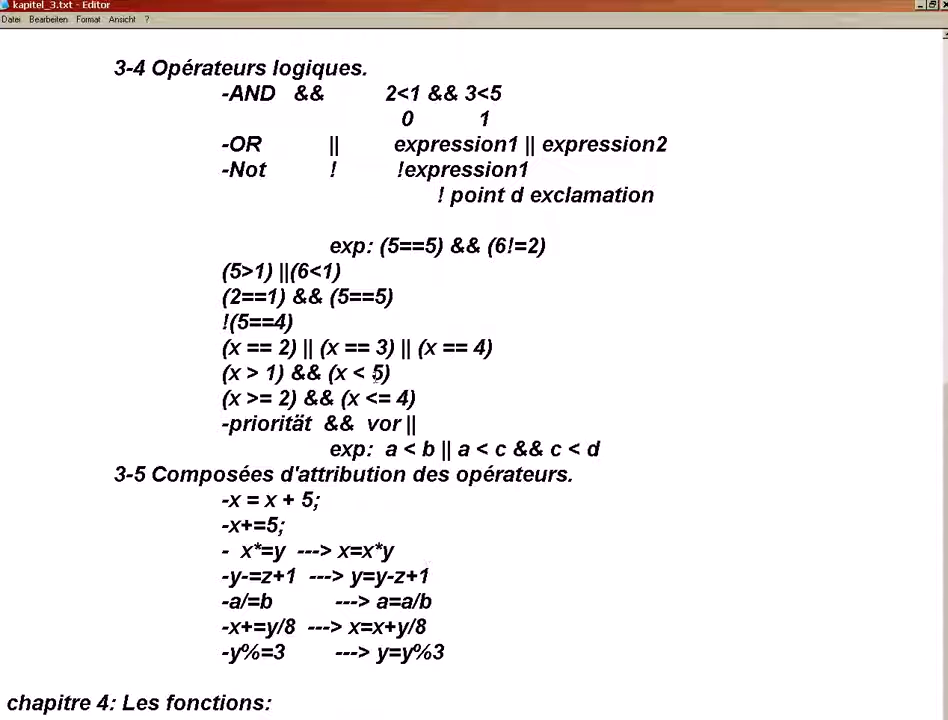 kapitel_3.txt - Editor
Datei Bearbeiten Format Ansicht ?
3-4 Opérateurs logiques.
-AND && 2<1 && 3<5
0 1
-OR || expression1 || expression2
-Not ! !expression1
! point d exclamation
exp: (5==5) && (6!=2)
(5>1) ||(6<1)
(2==1) && (5==5)
!(5==4)
(x == 2) || (x == 3) || (x == 4)
(x > 1) && (x < 5)
(x >= 2) && (x <= 4)
-priorität && vor ||
exp: a < b || a < c && c < d
3-5 Composées d'attribution des opérateurs.
-x = x + 5;
-x+=5;
- x*=y ---> x=x*y
-y-=z+1 ---> y=y-z+1
-a/=b ---> a=a/b
-x+=y/8 ---> x=x+y/8
-y%=3 ---> y=y%3
chapitre 4: Les fonctions: